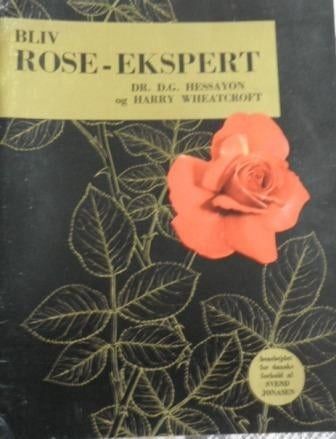 BLIV
ROSE-EKSPERT
DR. D.G. HESSAYON
og HARRY WHEATCROFT
bearbejdet
for danske
forhold af
SVEND
JONASEN